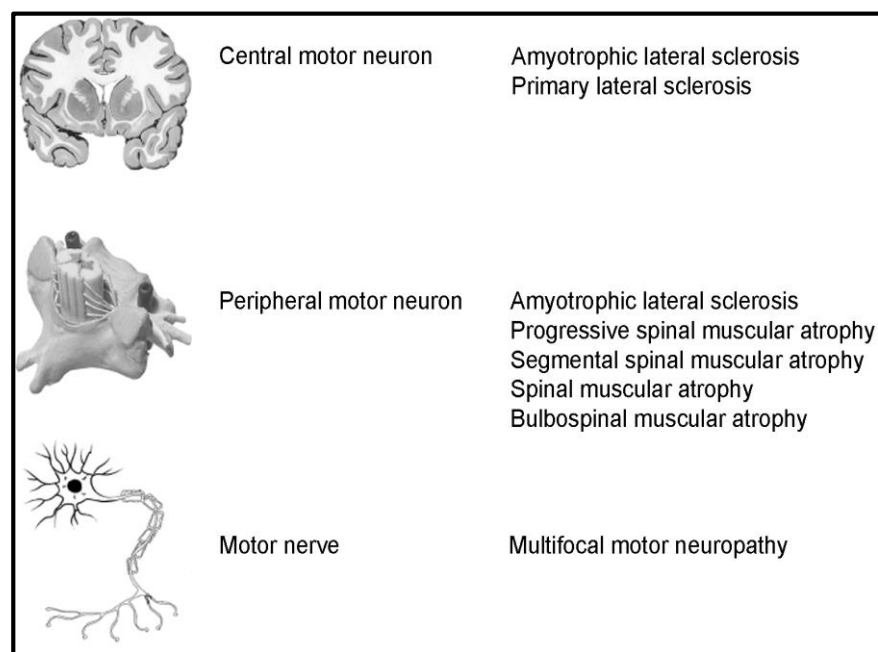 Central motor neuron Amyotrophic lateral sclerosis
Primary lateral sclerosis
Peripheral motor neuron Amyotrophic lateral sclerosis
Progressive spinal muscular atrophy
Segmental spinal muscular atrophy
Spinal muscular atrophy
Bulbospinal muscular atrophy
Motor nerve Multifocal motor neuropathy